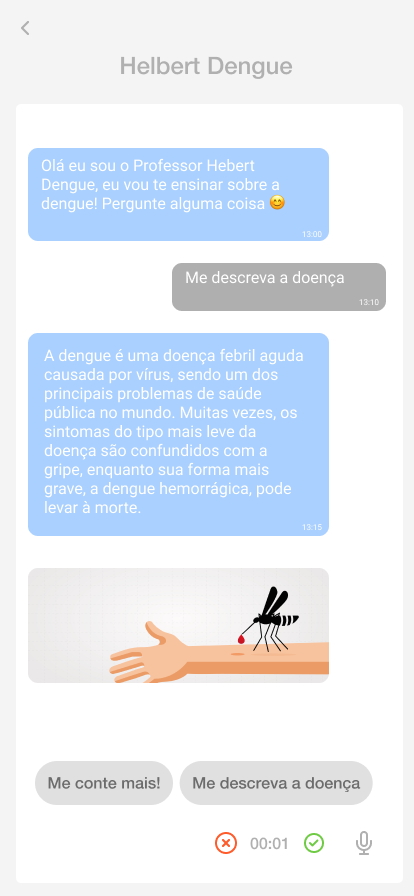 Helbert Dengue
Olá eu sou o Professor Hebert
Dengue, eu vou te ensinar sobre a
dengue! Pergunte alguma coisa 😊
13:00
Me descreva a doença
13:10
A dengue é uma doença febril aguda
causada por vírus, sendo um dos
principais problemas de saúde
pública no mundo. Muitas vezes, os
sintomas do tipo mais leve da
doença são confundidos com a
gripe, enquanto sua forma mais
grave, a dengue hemorrágica, pode
levar à morte.
13:15
Me conte mais!
Me descreva a doença
00:01